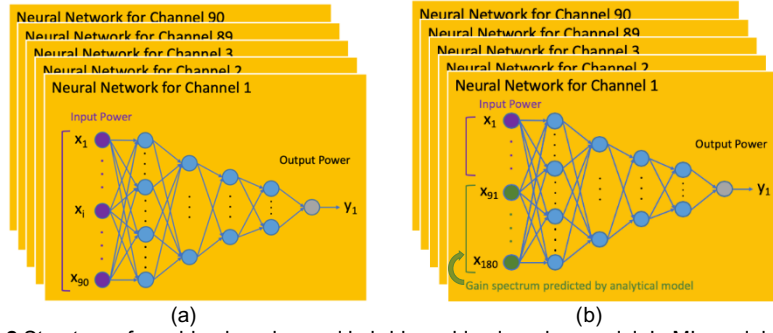 Neural Network for Channel 90
Neural Network for Channel 89
Neural Network for Channel 3
Neural Network for Channel 2
Neural Network for Channel 1
Input Power
X1
Output Power
Xi
y1
X90
(a)
Neural Network for Channel 90
Neural Network for Channel 89
Neural Network for Channel 3
Neural Network for Channel 2
Neural Network for Channel 1
Input Power
X1
Output Power
X91
y1
X180
Gain spectrum predicted by analytical model
(b)